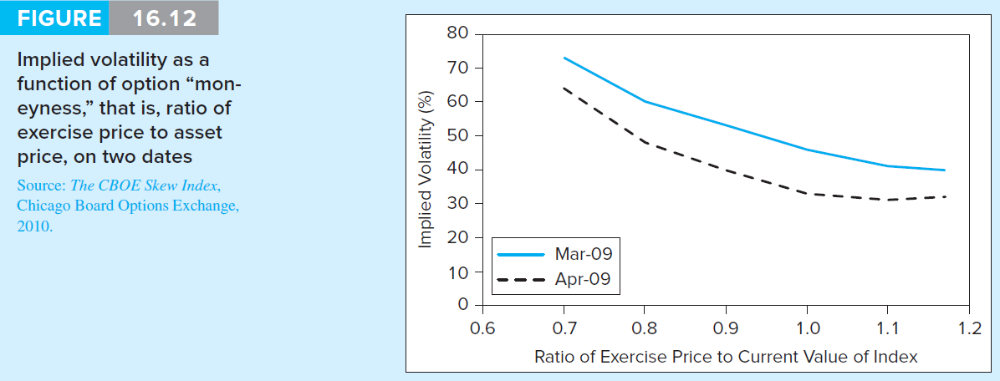 FIGURE 16.12
Implied volatility as a
function of option “mon-
eyness,” that is, ratio of
exercise price to asset
price, on two dates
Source: The CBOE Skew Index,
Chicago Board Options Exchange,
2010.
Implied Volatility (%)
80
70
60
50
40
30
20
10
0
Mar-09
Apr-09
0.6 0.7 0.8 0.9 1.0 1.1 1.2
Ratio of Exercise Price to Current Value of Index